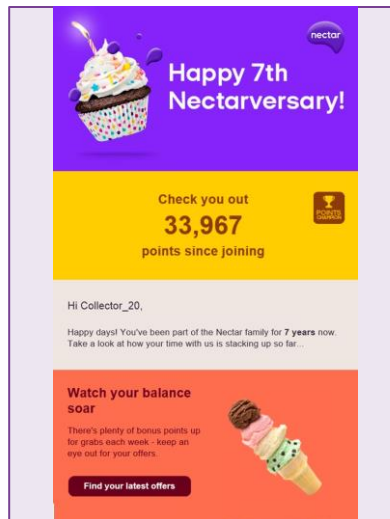 nectar
Happy 7th
Nectarversary!
Check you out
33,967
points since joining
POINTS
CHAMPION
Hi Collector_20,
Happy days! You've been part of the Nectar family for 7 years now.
Take a look at how your time with us is stacking up so far...
Watch your balance
soar
There's plenty of bonus points up
for grabs each week - keep an
eye out for your offers.
Find your latest offers